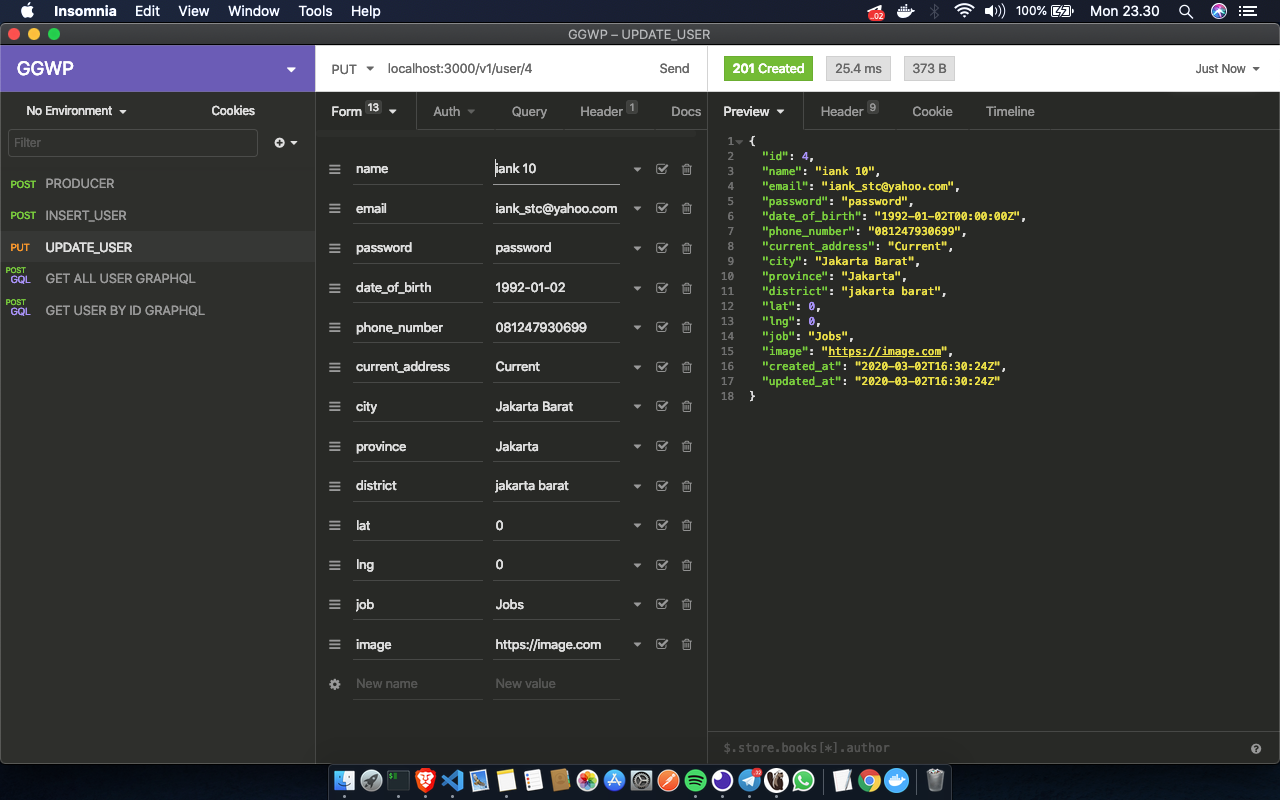 Insomnia Edit View Window Tools Help 100% Mon 23.30
GGWP – UPDATE_USER
GGWP
PUT localhost:3000/v1/user/4 Send
201 Created 25.4 ms 373 B Just Now
No Environment Cookies
Form 13 Auth Query Header 1 Docs
Preview Header 9 Cookie Timeline
Filter
POST PRODUCER
POST INSERT_USER
PUT UPDATE_USER
POST GQL GET ALL USER GRAPHQL
POST GQL GET USER BY ID GRAPHQL
name iank 10
email iank_stc@yahoo.com
password password
date_of_birth 1992-01-02
phone_number 081247930699
current_address Current
city Jakarta Barat
province Jakarta
district jakarta barat
lat 0
lng 0
job Jobs
image https://image.com
New name New value
1 {
2 "id": 4,
3 "name": "iank 10",
4 "email": "iank_stc@yahoo.com",
5 "password": "password",
6 "date_of_birth": "1992-01-02T00:00:00Z",
7 "phone_number": "081247930699",
8 "current_address": "Current",
9 "city": "Jakarta Barat",
10 "province": "Jakarta",
11 "district": "jakarta barat",
12 "lat": 0,
13 "lng": 0,
14 "job": "Jobs",
15 "image": "https://image.com",
16 "created_at": "2020-03-02T16:30:24Z",
17 "updated_at": "2020-03-02T16:30:24Z"
18 }
$.store.books[*].author